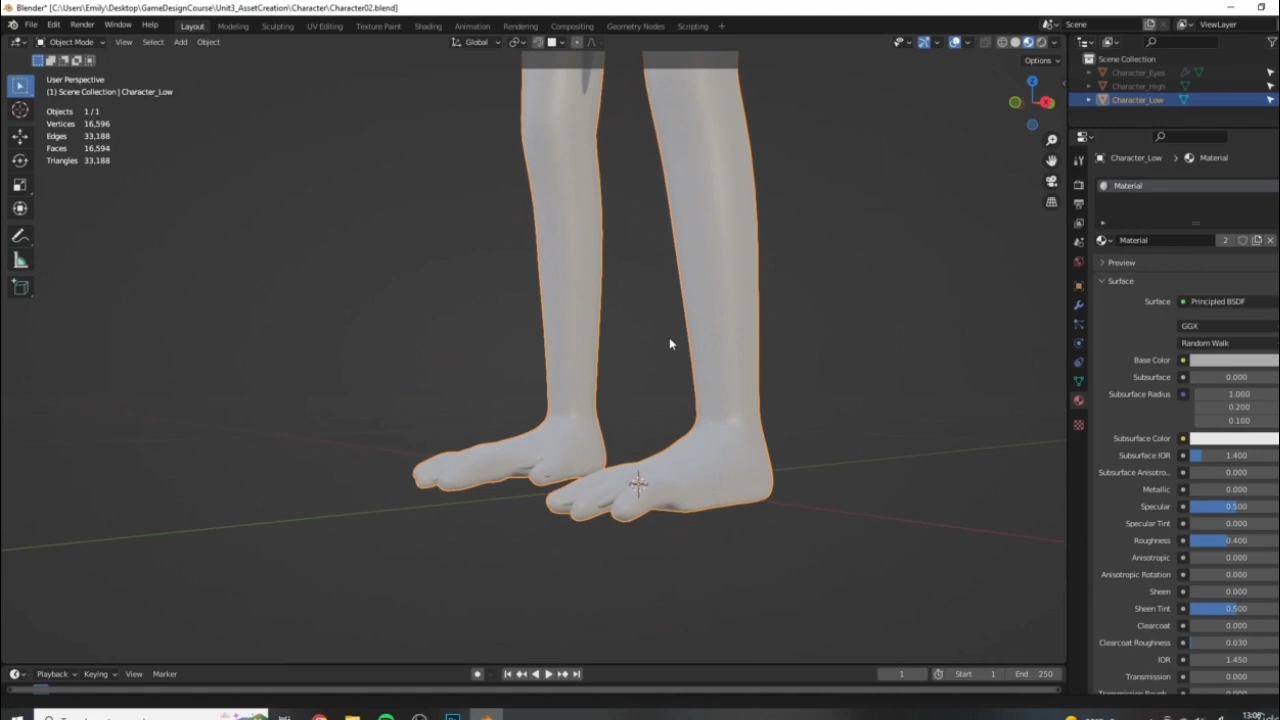 Blender* [C:\Users\Emily\Desktop\GameDesignCourse\Unit3_AssetCreation\Character\Character02.blend]
File Edit Render Window Help Layout Modeling Sculpting UV Editing Texture Paint Shading Animation Rendering Compositing Geometry Nodes Scripting + Scene ViewLayer
Object Mode View Select Add Object Global
Options
User Perspective
(1) Scene Collection | Character_Low
Objects 1 / 1
Vertices 16,596
Edges 33,188
Faces 16,594
Triangles 33,188
Z
X
Scene Collection
Character_Eyes
Character_High
Character_Low
Character_Low > Material
Material
Material 2
Preview
Surface
Surface Principled BSDF
GGX
Random Walk
Base Color
Subsurface 0.000
Subsurface Radius 1.000
0.200
0.100
Subsurface Color
Subsurface IOR 1.400
Subsurface Anisotro... 0.000
Metallic 0.000
Specular 0.500
Specular Tint 0.000
Roughness 0.400
Anisotropic 0.000
Anisotropic Rotation 0.000
Sheen 0.000
Sheen Tint 0.500
Clearcoat 0.000
Clearcoat Roughness 0.030
IOR 1.450
Transmission 0.000
Playback Keying View Marker 1 Start 1 End 250